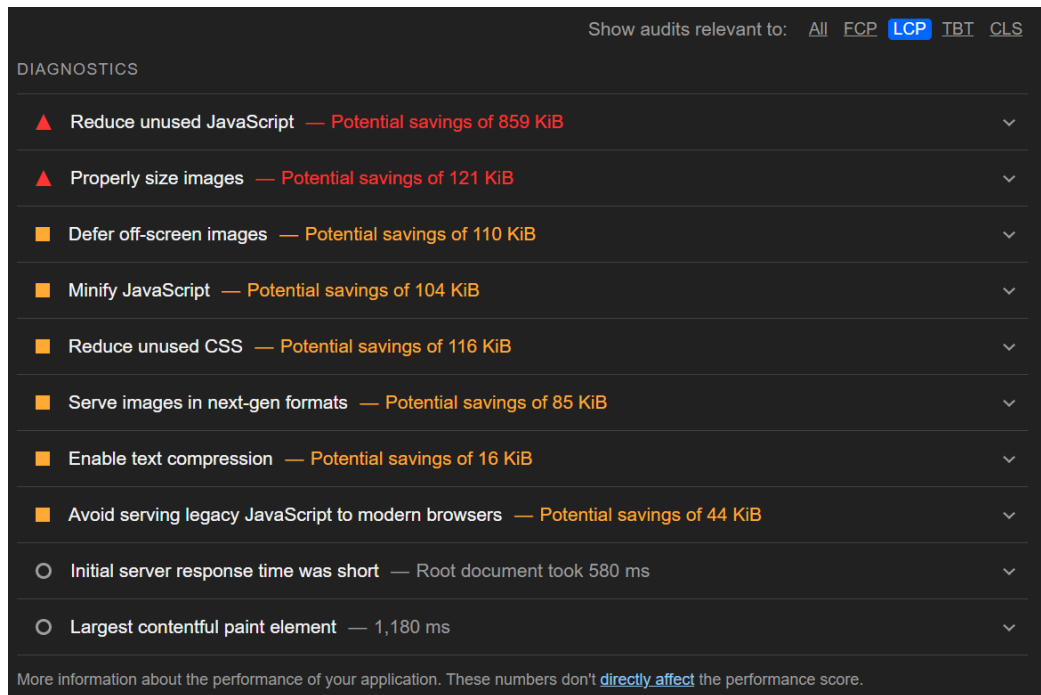 Show audits relevant to: All FCP LCP TBT CLS
DIAGNOSTICS
Reduce unused JavaScript — Potential savings of 859 KiB
Properly size images — Potential savings of 121 KiB
Defer off-screen images — Potential savings of 110 KiB
Minify JavaScript — Potential savings of 104 KiB
Reduce unused CSS — Potential savings of 116 KiB
Serve images in next-gen formats — Potential savings of 85 KiB
Enable text compression — Potential savings of 16 KiB
Avoid serving legacy JavaScript to modern browsers — Potential savings of 44 KiB
Initial server response time was short — Root document took 580 ms
Largest contentful paint element — 1,180 ms
More information about the performance of your application. These numbers don't directly affect the performance score.